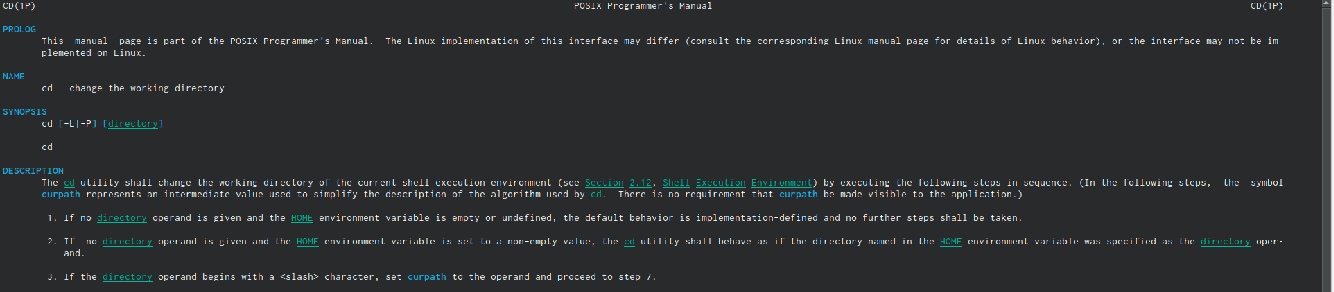 CD(1P) POSIX Programmer's Manual CD(1P)
PROLOG
This manual page is part of the POSIX Programmer's Manual. The Linux implementation of this interface may differ (consult the corresponding Linux manual page for details of Linux behavior), or the interface may not be im
plemented on Linux.
NAME
cd change the working directory
SYNOPSIS
cd [-L|-P] [directory]
cd
DESCRIPTION
The cd utility shall change the working directory of the current shell execution environment (see Section 2.12, Shell Execution Environment) by executing the following steps in sequence. (In the following steps, the symbol
curpath represents an intermediate value used to simplify the description of the algorithm used by cd. There is no requirement that curpath be made visible to the application.)
1. If no directory operand is given and the HOME environment variable is empty or undefined, the default behavior is implementation-defined and no further steps shall be taken.
2. If no directory operand is given and the HOME environment variable is set to a non-empty value, the cd utility shall behave as if the directory named in the HOME environment variable was specified as the directory oper-
and.
3. If the directory operand begins with a <slash> character, set curpath to the operand and proceed to step 7.